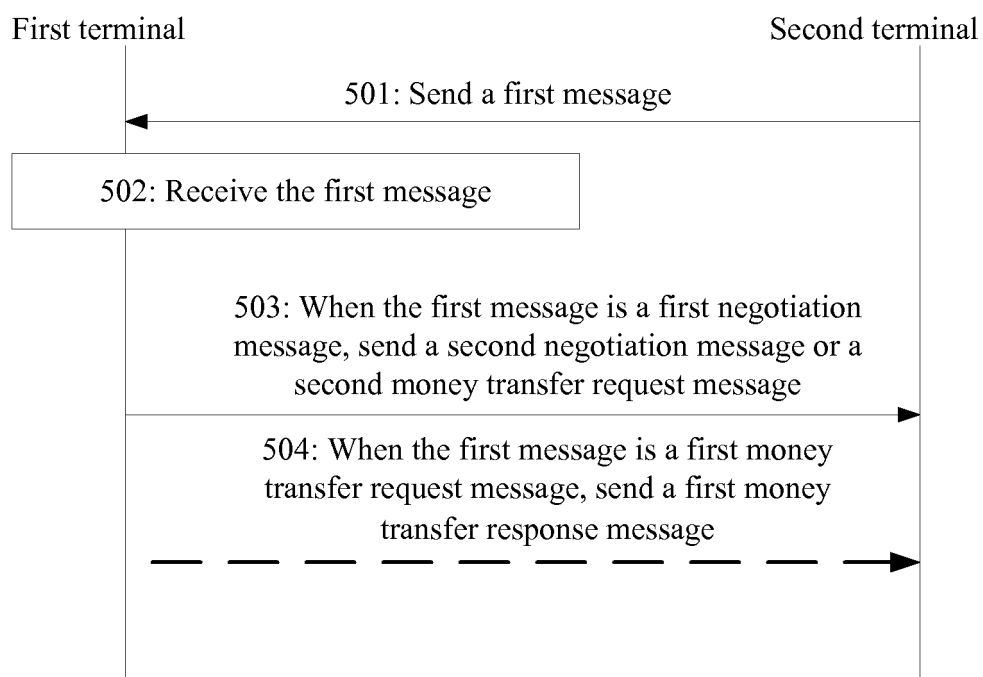 First terminal
Second terminal
501: Send a first message
502: Receive the first message
503: When the first message is a first negotiation
message, send a second negotiation message or a
second money transfer request message
504: When the first message is a first money
transfer request message, send a first money
transfer response message